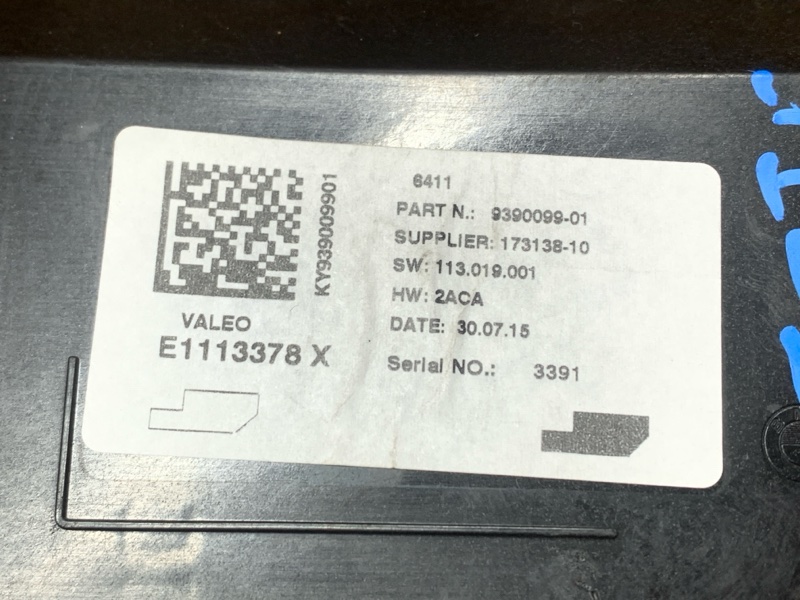 KY939009901
VALEO
E1113378 X
6411
PART N.: 9390099-01
SUPPLIER: 173138-10
SW: 113.019.001
HW: 2ACA
DATE: 30.07.15
Serial NO.: 3391